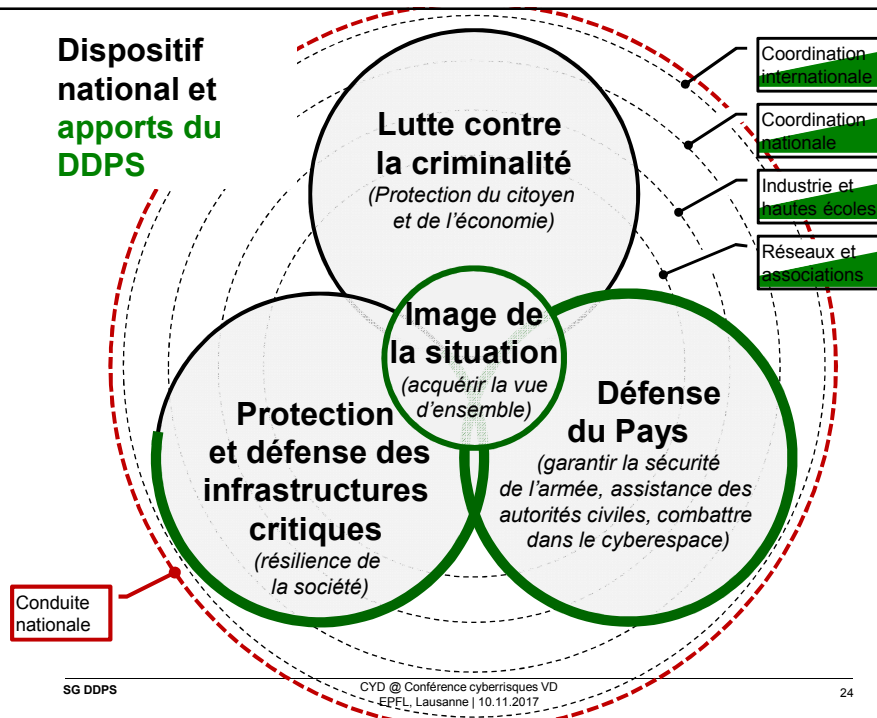 Dispositif
national et
apports du
DDPS
Coordination
internationale
Coordination
nationale
Industrie et
hautes écoles
Réseaux et
associations
Lutte contre
la criminalité
(Protection du citoyen
et de l'économie)
Image de
la situation
(acquérir la vue
d'ensemble)
Protection
et défense des
infrastructures
critiques
(résilience de
la société)
Défense
du Pays
(garantir la sécurité
de l'armée, assistance des
autorités civiles, combattre
dans le cyberespace)
Conduite
nationale
SG DDPS
CYD @ Conférence cyberrisques VD
EPFL, Lausanne | 10.11.2017
24